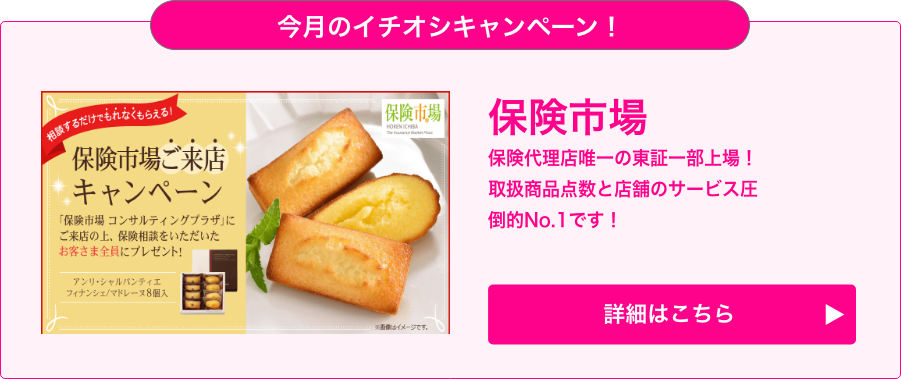 今月のイチオシキャンペーン！
相談するだけでもれなくもらえる！
保険市場
HOKEN ICHIBA
The Insurance Market Place
保険市場ご来店
キャンペーン
「保険市場 コンサルティングプラザ」に
ご来店の上、保険相談をいただいた
お客さま全員にプレゼント!
アンリ・シャルパンティエ
フィナンシェ/マドレーヌ8個入
※画像はイメージです。
保険市場
保険代理店唯一の東証一部上場！
取扱商品点数と店舗のサービス圧
倒的No.1です！
詳細はこちら ▶